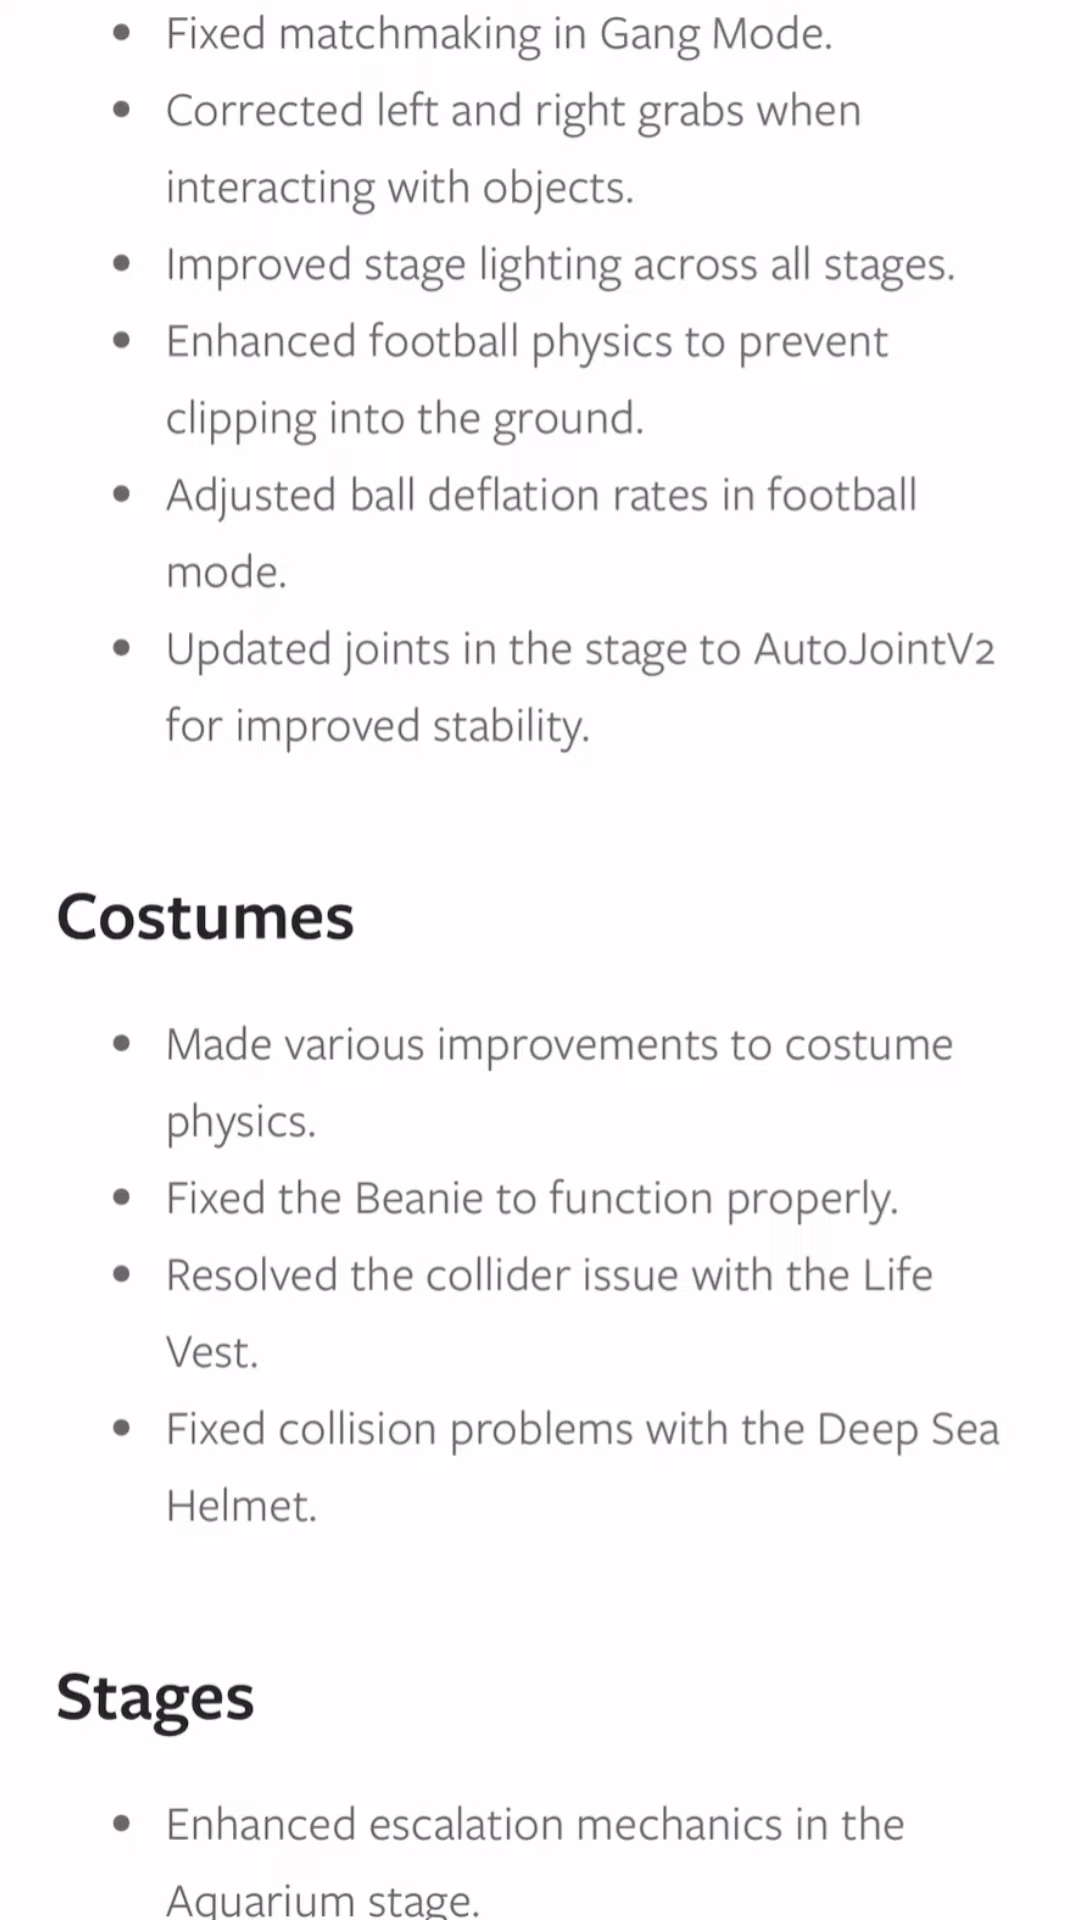 • Fixed matchmaking in Gang Mode.
• Corrected left and right grabs when
interacting with objects.
• Improved stage lighting across all stages.
• Enhanced football physics to prevent
clipping into the ground.
• Adjusted ball deflation rates in football
mode.
• Updated joints in the stage to AutoJointV2
for improved stability.
Costumes
• Made various improvements to costume
physics.
• Fixed the Beanie to function properly.
• Resolved the collider issue with the Life
Vest.
• Fixed collision problems with the Deep Sea
Helmet.
Stages
• Enhanced escalation mechanics in the
Aquarium stage.